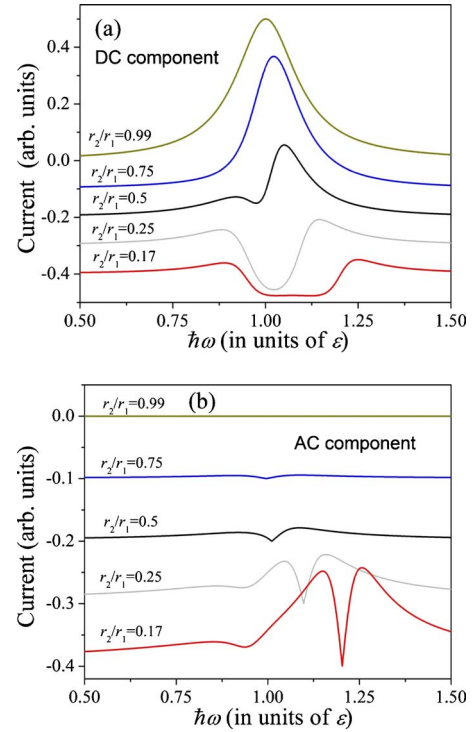 (a)
DC component
0.4
0.2
0.0
-0.2
-0.4
Current (arb. units)
r₂/r₁=0.99
r₂/r₁=0.75
r₂/r₁=0.5
r₂/r₁=0.25
r₂/r₁=0.17
0.50 0.75 1.00 1.25 1.50
ℏω (in units of ε)
(b)
AC component
0.0
-0.1
-0.2
-0.3
-0.4
Current (arb. units)
r₂/r₁=0.99
r₂/r₁=0.75
r₂/r₁=0.5
r₂/r₁=0.25
r₂/r₁=0.17
0.50 0.75 1.00 1.25 1.50
ℏω (in units of ε)